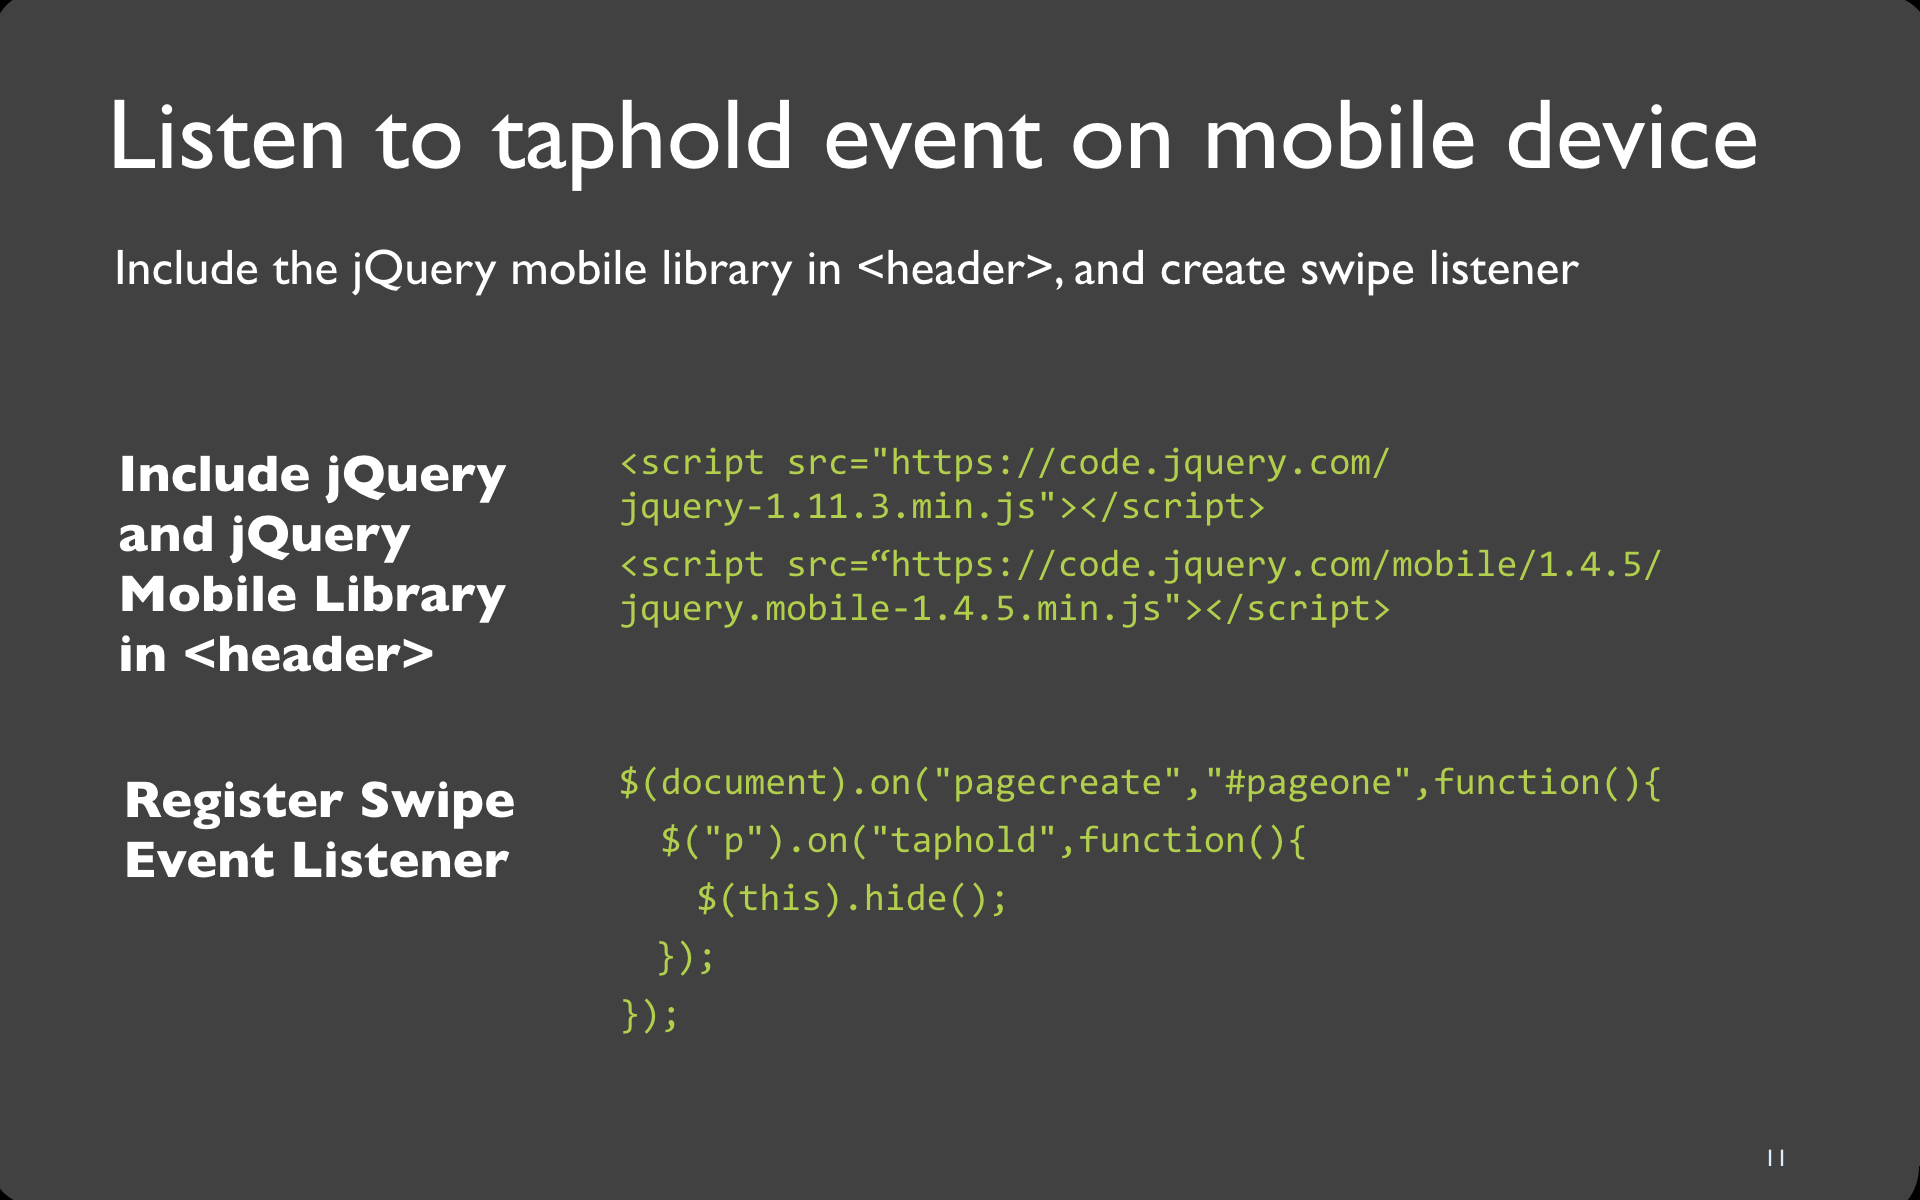 Listen to taphold event on mobile device
Include the jQuery mobile library in <header>, and create swipe listener
Include jQuery
and jQuery
Mobile Library
in <header>
<script src="https://code.jquery.com/
jquery-1.11.3.min.js"></script>
<script src=“https://code.jquery.com/mobile/1.4.5/
jquery.mobile-1.4.5.min.js"></script>
Register Swipe
Event Listener
$(document).on("pagecreate","#pageone",function(){
  $("p").on("taphold",function(){
    $(this).hide();
  });
});
11